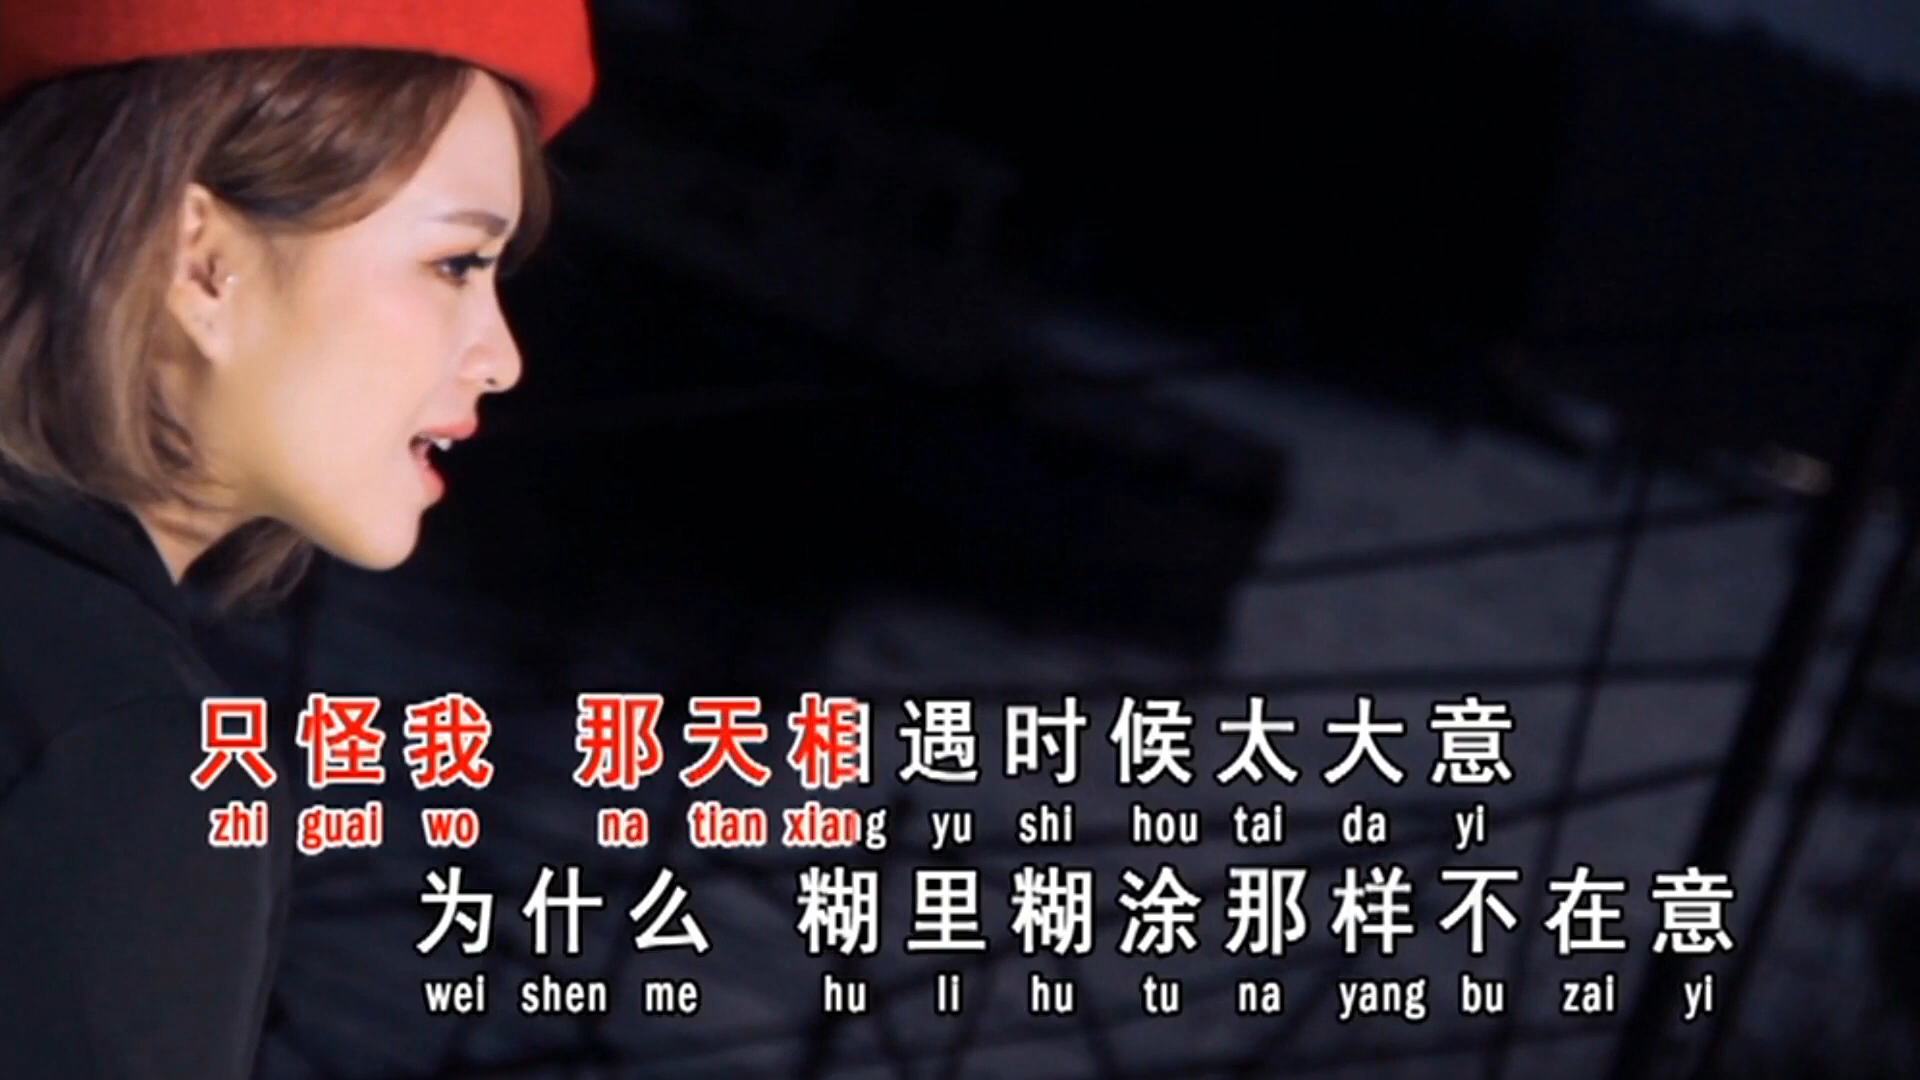 只怪我 那天相遇时候太大意
zhi guai wo na tian xiang yu shi hou tai da yi
为什么 糊里糊涂那样不在意
wei shen me hu li hu tu na yang bu zai yi